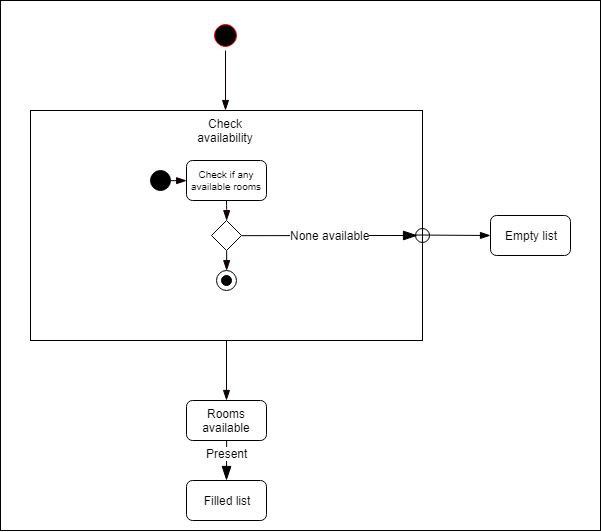 Check
availability
Check if any
available rooms
None available
Empty list
Rooms
available
Present
Filled list